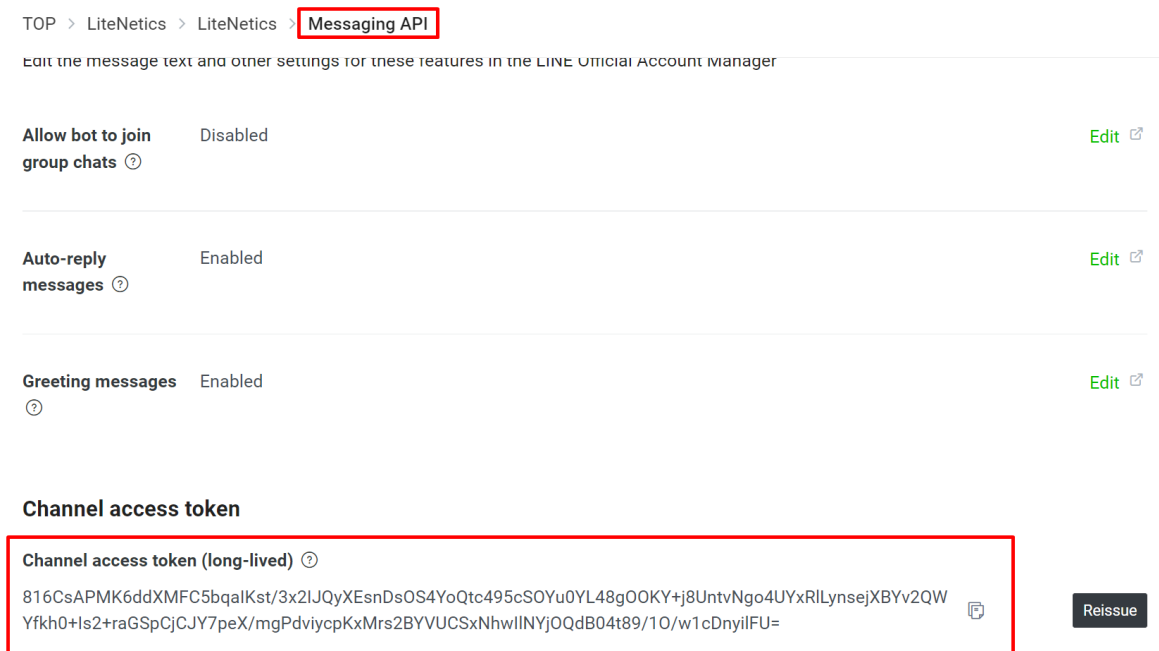 TOP > LiteNetics > LiteNetics > Messaging API
Edit the message text and other settings for these features in the LINE Official Account Manager
Allow bot to join
group chats
Disabled
Edit
Auto-reply
messages
Enabled
Edit
Greeting messages
Enabled
Edit
Channel access token
Channel access token (long-lived)
816CsAPMK6ddXMFC5bqaIKst/3x2IJQyXEsnDsOS4YoQtc495cSOYu0YL48gOOKY+j8UntvNgo4UYxRlLynsejXBYv2QW
Yfkh0+Is2+raGSpCjCJY7peX/mgPdviycpKxMrs2BYVUCSxNhwIlNYjOQdB04t89/1O/w1cDnyilFU=
Reissue